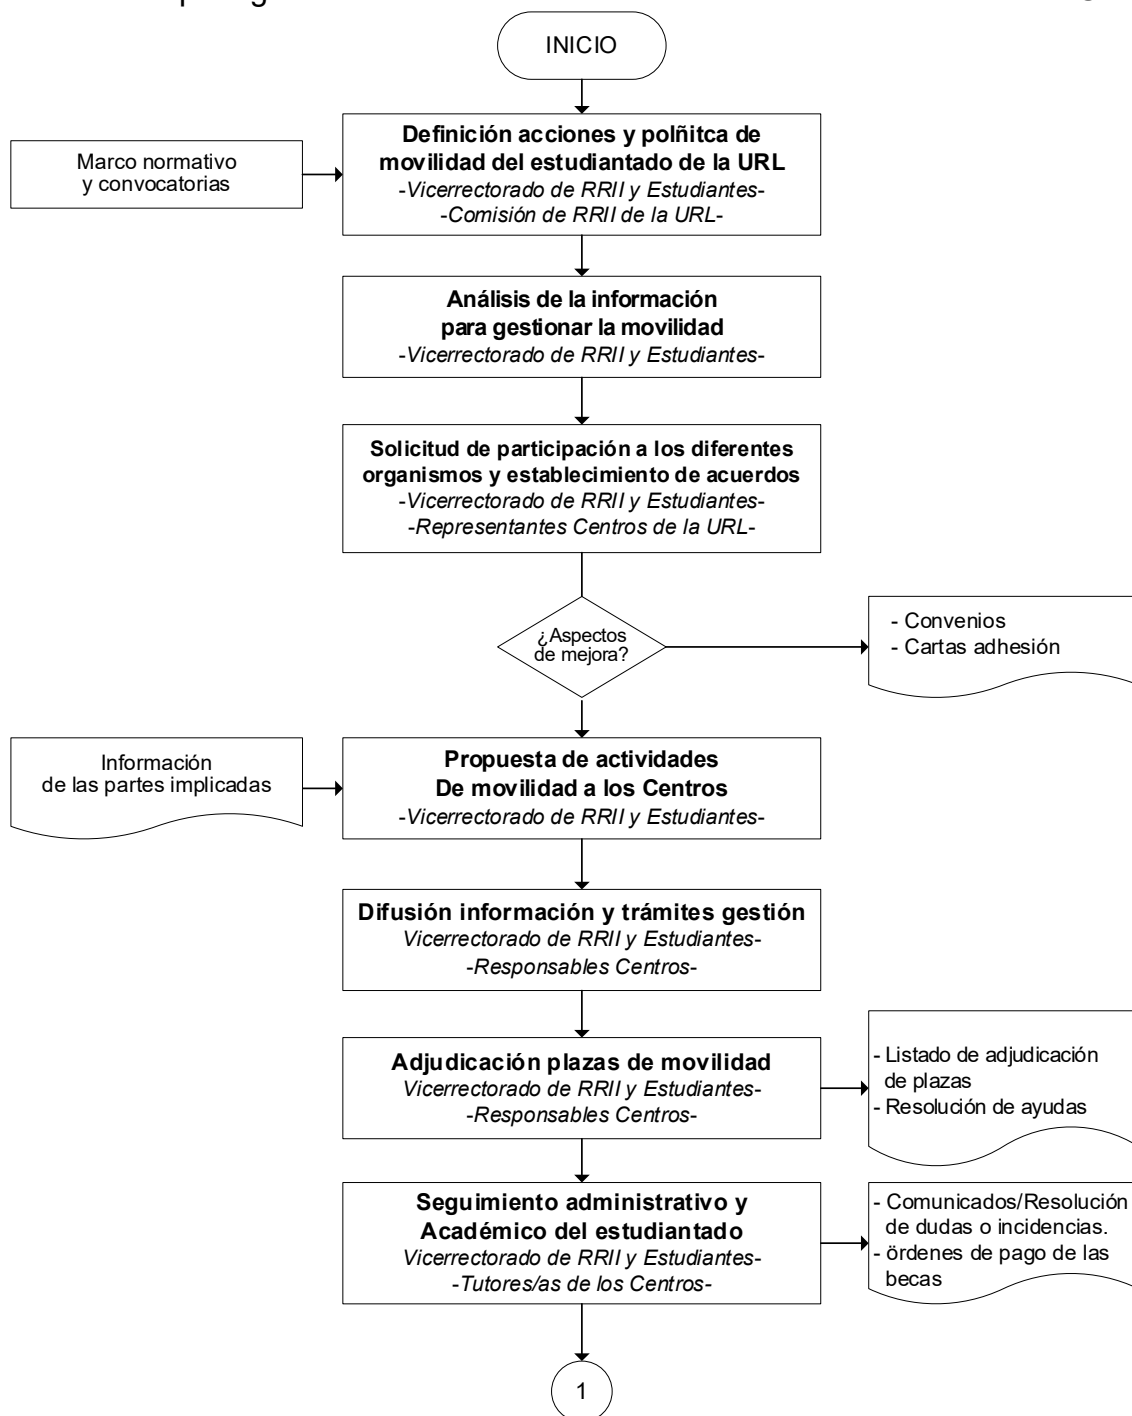 INICIO
Marco normativo
y convocatorias
Definición acciones y polñitca de
movilidad del estudiantado de la URL
-Vicerrectorado de RRII y Estudiantes-
-Comisión de RRII de la URL-
Análisis de la información
para gestionar la movilidad
-Vicerrectorado de RRII y Estudiantes-
Solicitud de participación a los diferentes
organismos y establecimiento de acuerdos
-Vicerrectorado de RRII y Estudiantes-
-Representantes Centros de la URL-
¿Aspectos
de mejora?
- Convenios
- Cartas adhesión
Información
de las partes implicadas
Propuesta de actividades
De movilidad a los Centros
-Vicerrectorado de RRII y Estudiantes-
Difusión información y trámites gestión
Vicerrectorado de RRII y Estudiantes-
-Responsables Centros-
Adjudicación plazas de movilidad
Vicerrectorado de RRII y Estudiantes-
-Responsables Centros-
- Listado de adjudicación
de plazas
- Resolución de ayudas
Seguimiento administrativo y
Académico del estudiantado
Vicerrectorado de RRII y Estudiantes-
-Tutores/as de los Centros-
- Comunicados/Resolución
de dudas o incidencias.
- ördenes de pago de las
becas
1